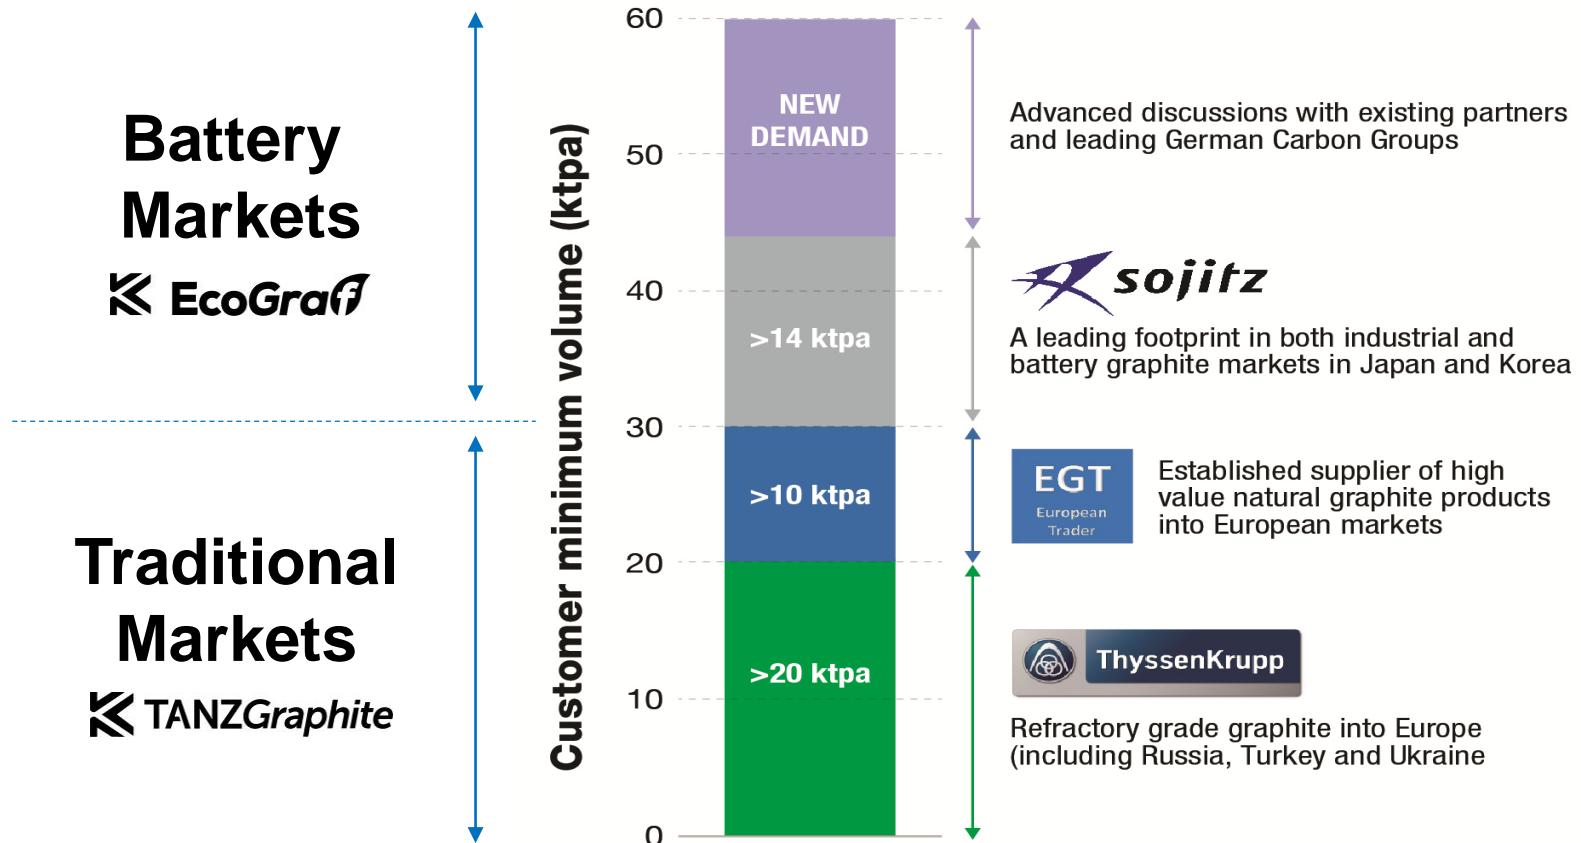 Battery
Markets
EcoGraf
Traditional
Markets
TANZGraphite
Customer minimum volume (ktpa)
60
50
40
30
20
10
0
NEW
DEMAND
>14 ktpa
>10 ktpa
>20 ktpa
Advanced discussions with existing partners
and leading German Carbon Groups
sojitz
A leading footprint in both industrial and
battery graphite markets in Japan and Korea
EGT
European
Trader
Established supplier of high
value natural graphite products
into European markets
ThyssenKrupp
Refractory grade graphite into Europe
(including Russia, Turkey and Ukraine